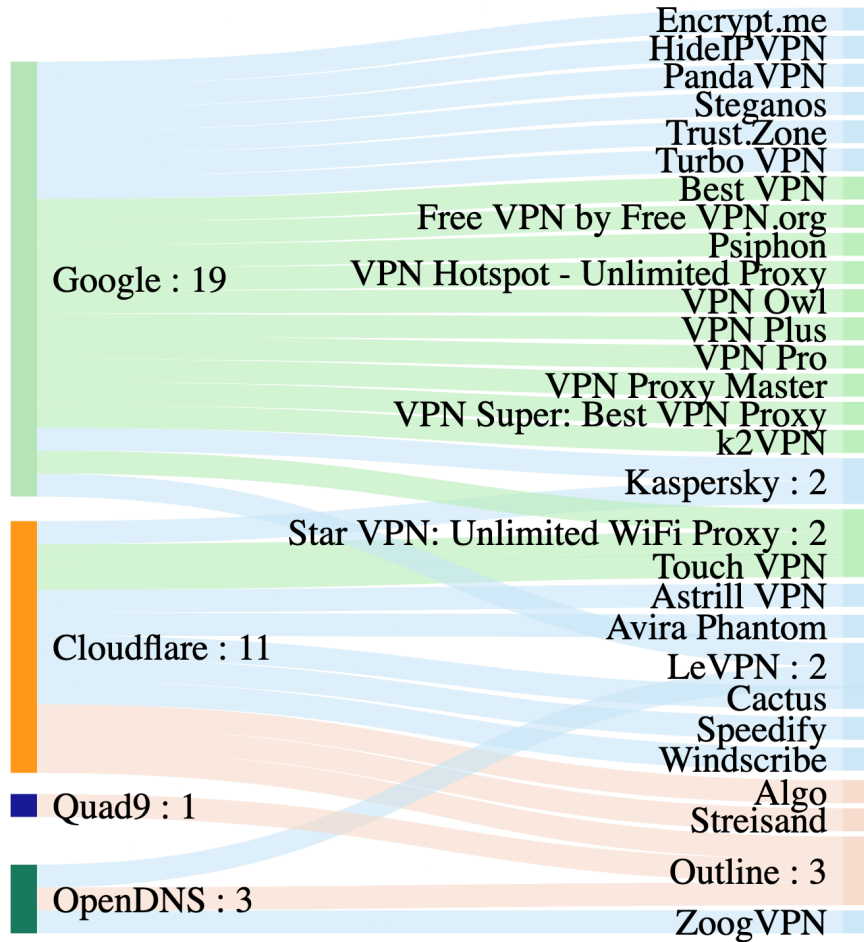 Encrypt.me
HideIPVPN
PandaVPN
Steganos
Trust.Zone
Turbo VPN
Best VPN
Free VPN by Free VPN.org
Psiphon
Google : 19
VPN Hotspot - Unlimited Proxy
VPN Owl
VPN Plus
VPN Pro
VPN Proxy Master
VPN Super: Best VPN Proxy
k2VPN
Kaspersky : 2
Star VPN: Unlimited WiFi Proxy : 2
Touch VPN
Astrill VPN
Avira Phantom
Cloudflare : 11
LeVPN : 2
Cactus
Speedify
Windscribe
Algo
Quad9 : 1
Streisand
Outline : 3
OpenDNS : 3
ZoogVPN